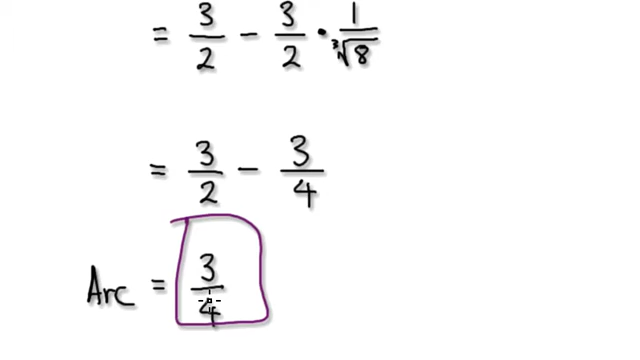 = 3/2 - 3/2 · 1/∛8
= 3/2 - 3/4
Arc = 3/4